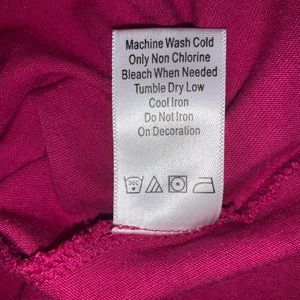 Machine Wash Cold
Only Non Chlorine
Bleach When Needed
Tumble Dry Low
Cool Iron
Do Not Iron
On Decoration
30C